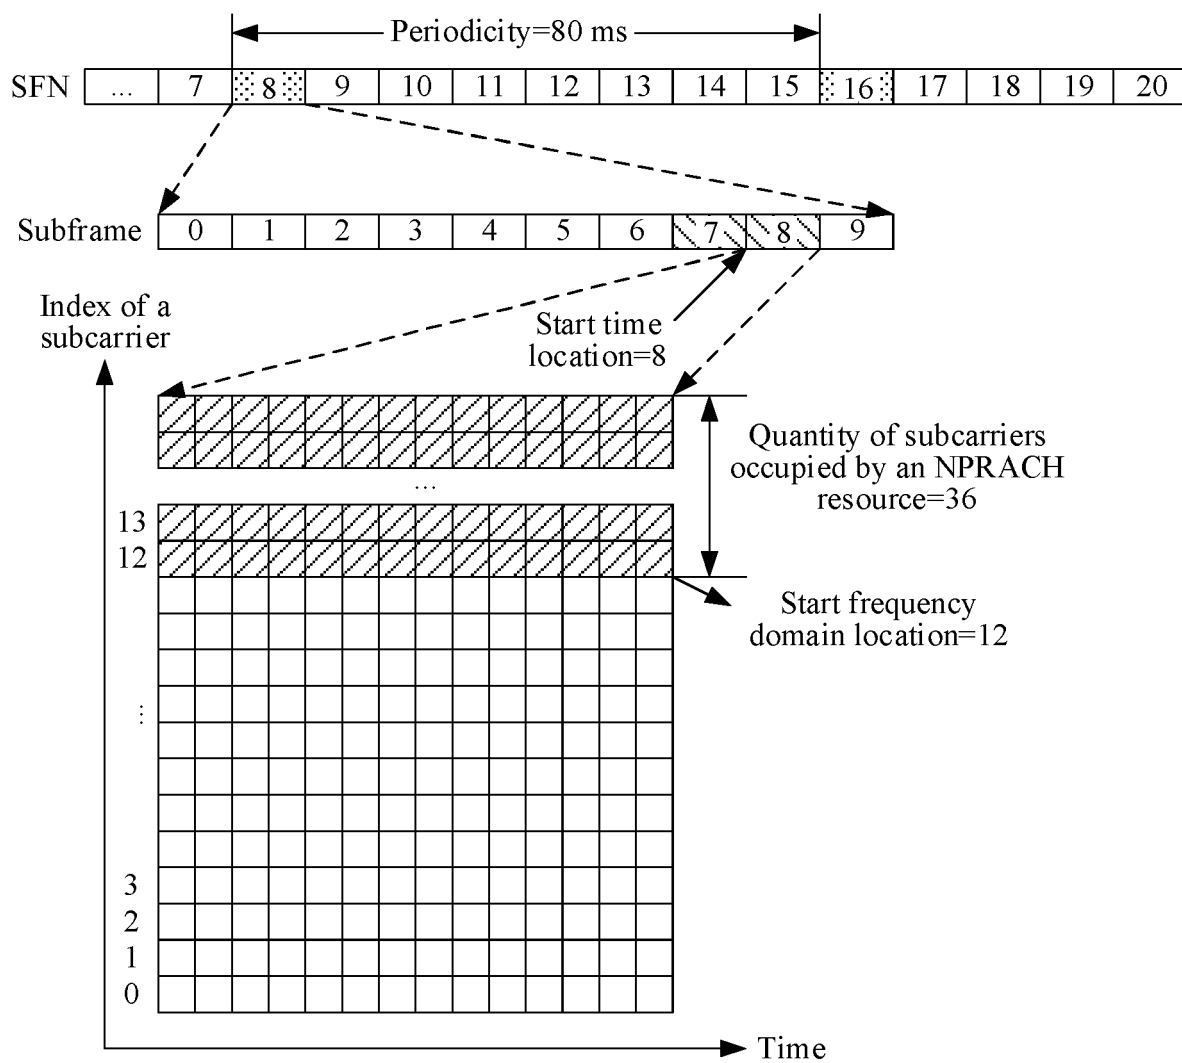 Periodicity=80 ms
SFN ... 7 8 9 10 11 12 13 14 15 16 17 18 19 20
Subframe 0 1 2 3 4 5 6 7 8 9
Index of a
subcarrier
Start time
location=8
Quantity of subcarriers
occupied by an NPRACH
resource=36
...
13
12
Start frequency
domain location=12
...
3
2
1
0
Time